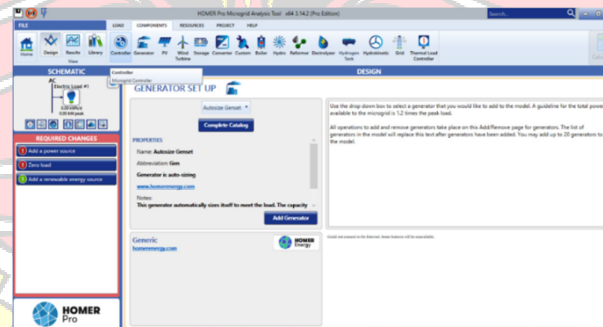 HOMER Pro Microgrid Analysis Tool x64 3.14.2 (Pro Edition)
Search...
FILE
LOAD COMPONENTS RESOURCES PROJECT HELP
Home Design Results Library Controller Generator PV Wind Turbine Storage Converter Custom Boiler Hydro Reformer Electrolyzer Hydrogen Tank Hydrokinetic Grid Thermal Load Controller
View
SCHEMATIC
DESIGN
Controller
Microgrid Controller
AC
Electric Load #1
GENERATOR SET UP
REQUIRED CHANGES
Add a power source
Zero load
Add a renewable energy source
Autosize Genset
Complete Catalog
PROPERTIES
Name: Autosize Genset
Abbreviation: Gen
Generator is auto-sizing
www.homerenergy.com
Notes:
This generator automatically sizes itself to meet the load. The capacity
Add Generator
Use the drop down box to select a generator that you would like to add to the model. A guideline for the total power
available to the microgrid is 1.2 times the peak load.
All operations to add and remove generators take place on this Add/Remove page for generators. The list of
generators in the model will replace this text after generators have been added. You may add up to 20 generators to
the model.
Generic
homerenergy.com
HOMER
Energy
HOMER
Pro